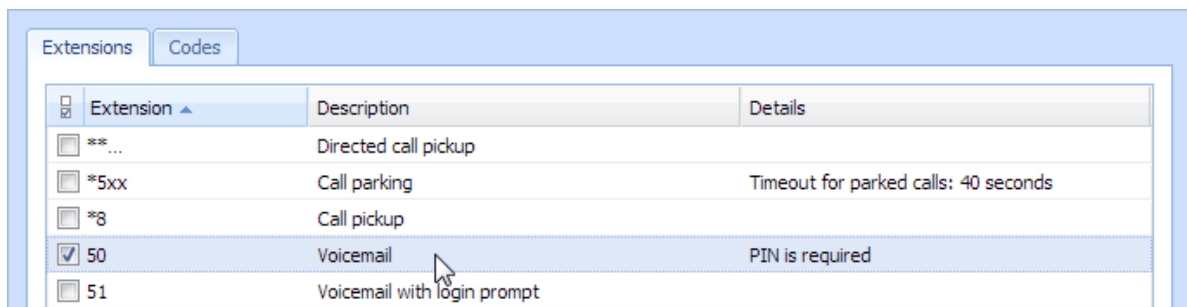 Extensions Codes
Extension Description Details
**... Directed call pickup
*5xx Call parking Timeout for parked calls: 40 seconds
*8 Call pickup
50 Voicemail PIN is required
51 Voicemail with login prompt